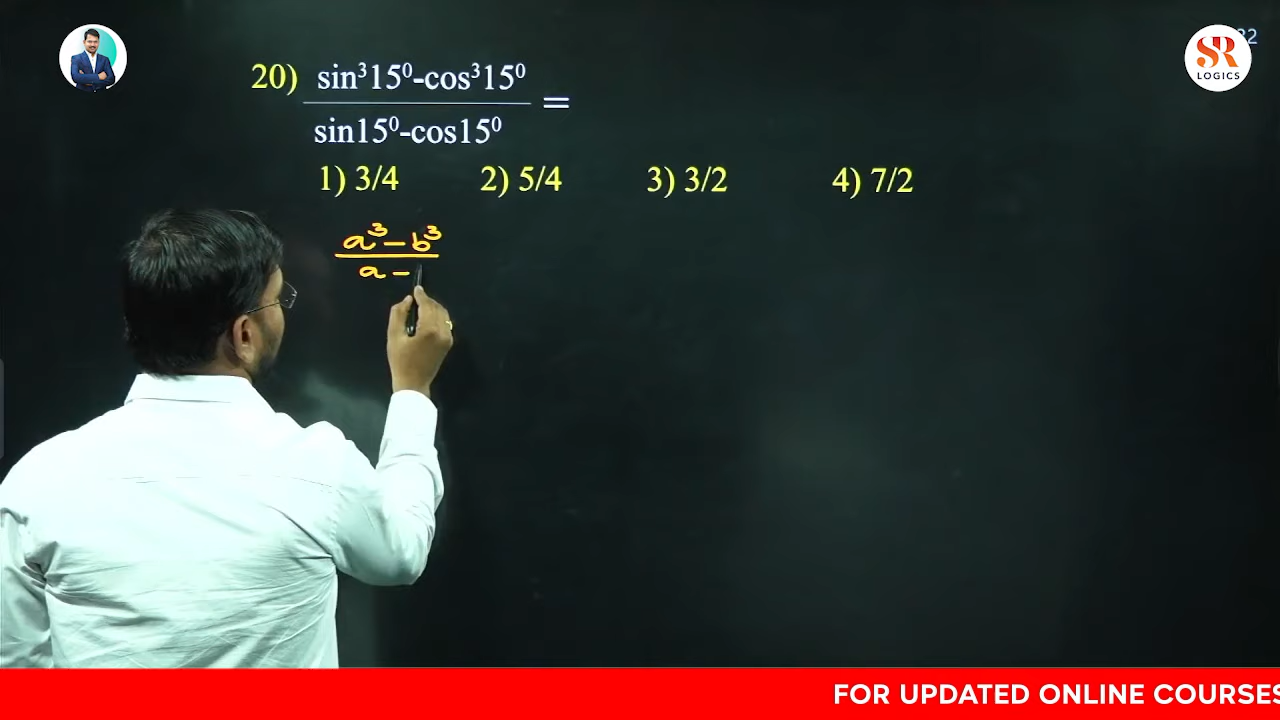 22
SR
LOGICS
20) sin³15⁰-cos³15⁰
sin15⁰-cos15⁰ =
1) 3/4 2) 5/4 3) 3/2 4) 7/2
a³-b³
a-
FOR UPDATED ONLINE COURSES